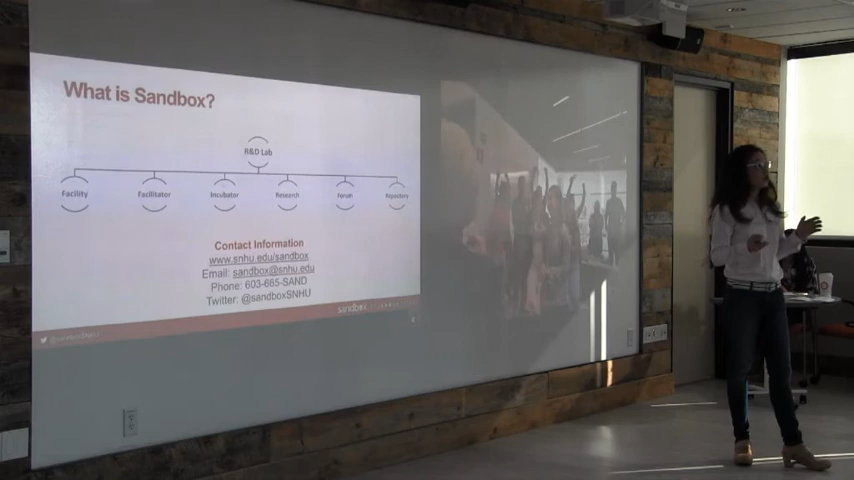 What is Sandbox?
R&D Lab
Facility
Facilitator
Incubator
Research
Forum
Repository
Contact Information
www.snhu.edu/sandbox
Email: sandbox@snhu.edu
Phone: 603-665-SAND
Twitter: @sandboxSNHU
sandbox